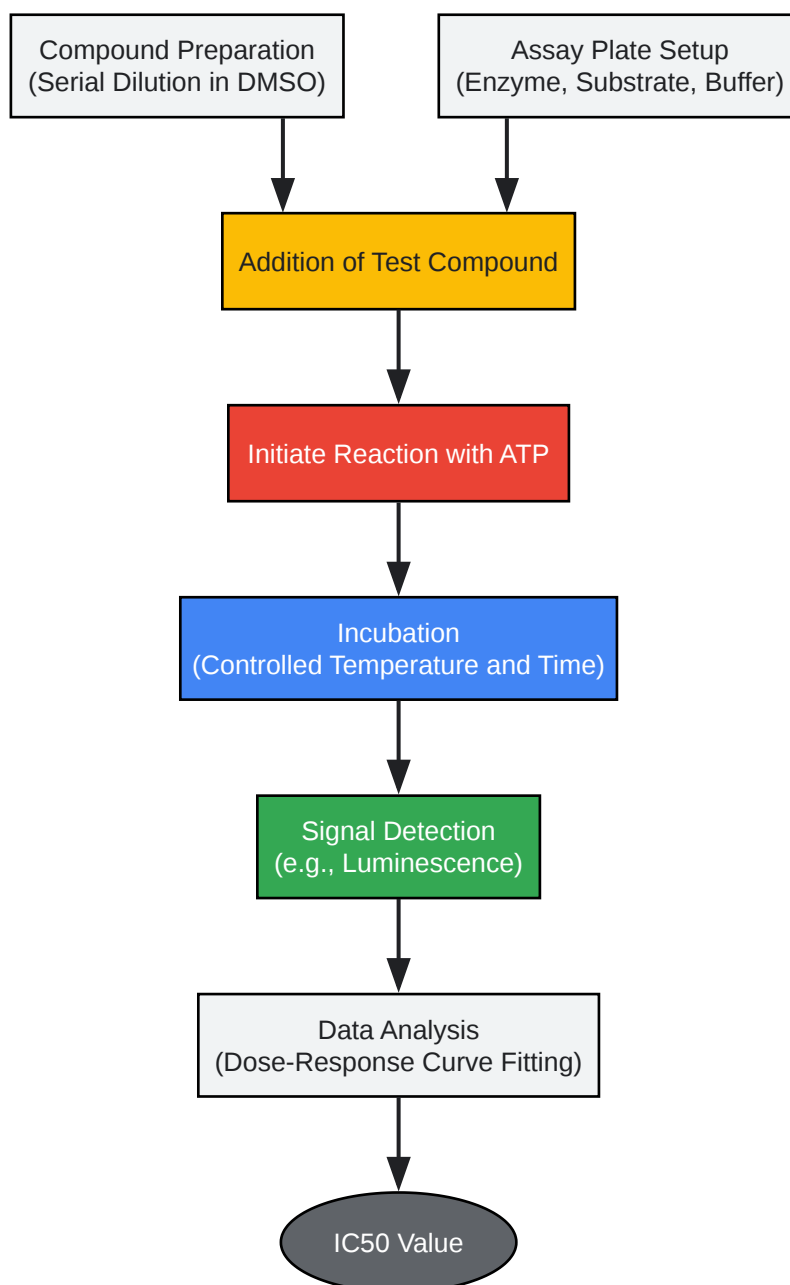 Compound Preparation
(Serial Dilution in DMSO)
Assay Plate Setup
(Enzyme, Substrate, Buffer)
Addition of Test Compound
Initiate Reaction with ATP
Incubation
(Controlled Temperature and Time)
Signal Detection
(e.g., Luminescence)
Data Analysis
(Dose-Response Curve Fitting)
IC50 Value